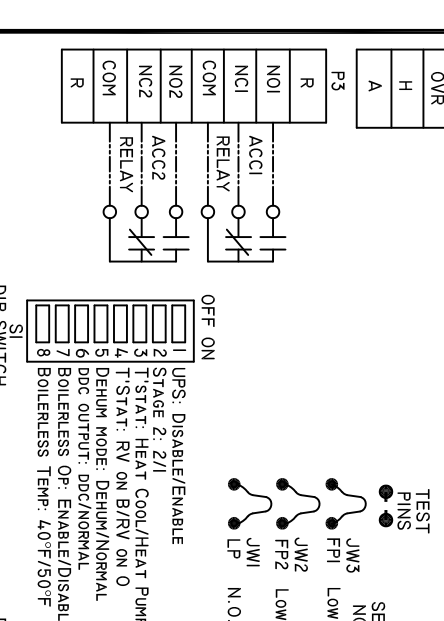 OVR
H
A
P3
R
NO1
NC1
COM
NO2
NC2
COM
R
ACC1
RELAY
ACC2
RELAY
OFF ON
1 UPS: DISABLE/ENABLE
2 STAGE 2: 2/1
3 T'STAT: HEAT COOL/HEAT PUMP
4 T'STAT: RV ON B/RV ON O
5 DEHUM MODE: DEHUM/NORMAL
6 DDC OUTPUT: DDC/NORMAL
7 BOILERLESS OP: ENABLE/DISABL
8 BOILERLESS TEMP: 40°F/50°F
S1
DIP SWITCH
TEST
PINS
JW3
FP1 LOW
JW2
FP2 LOW
JW1
LP N.O.
SE
NO